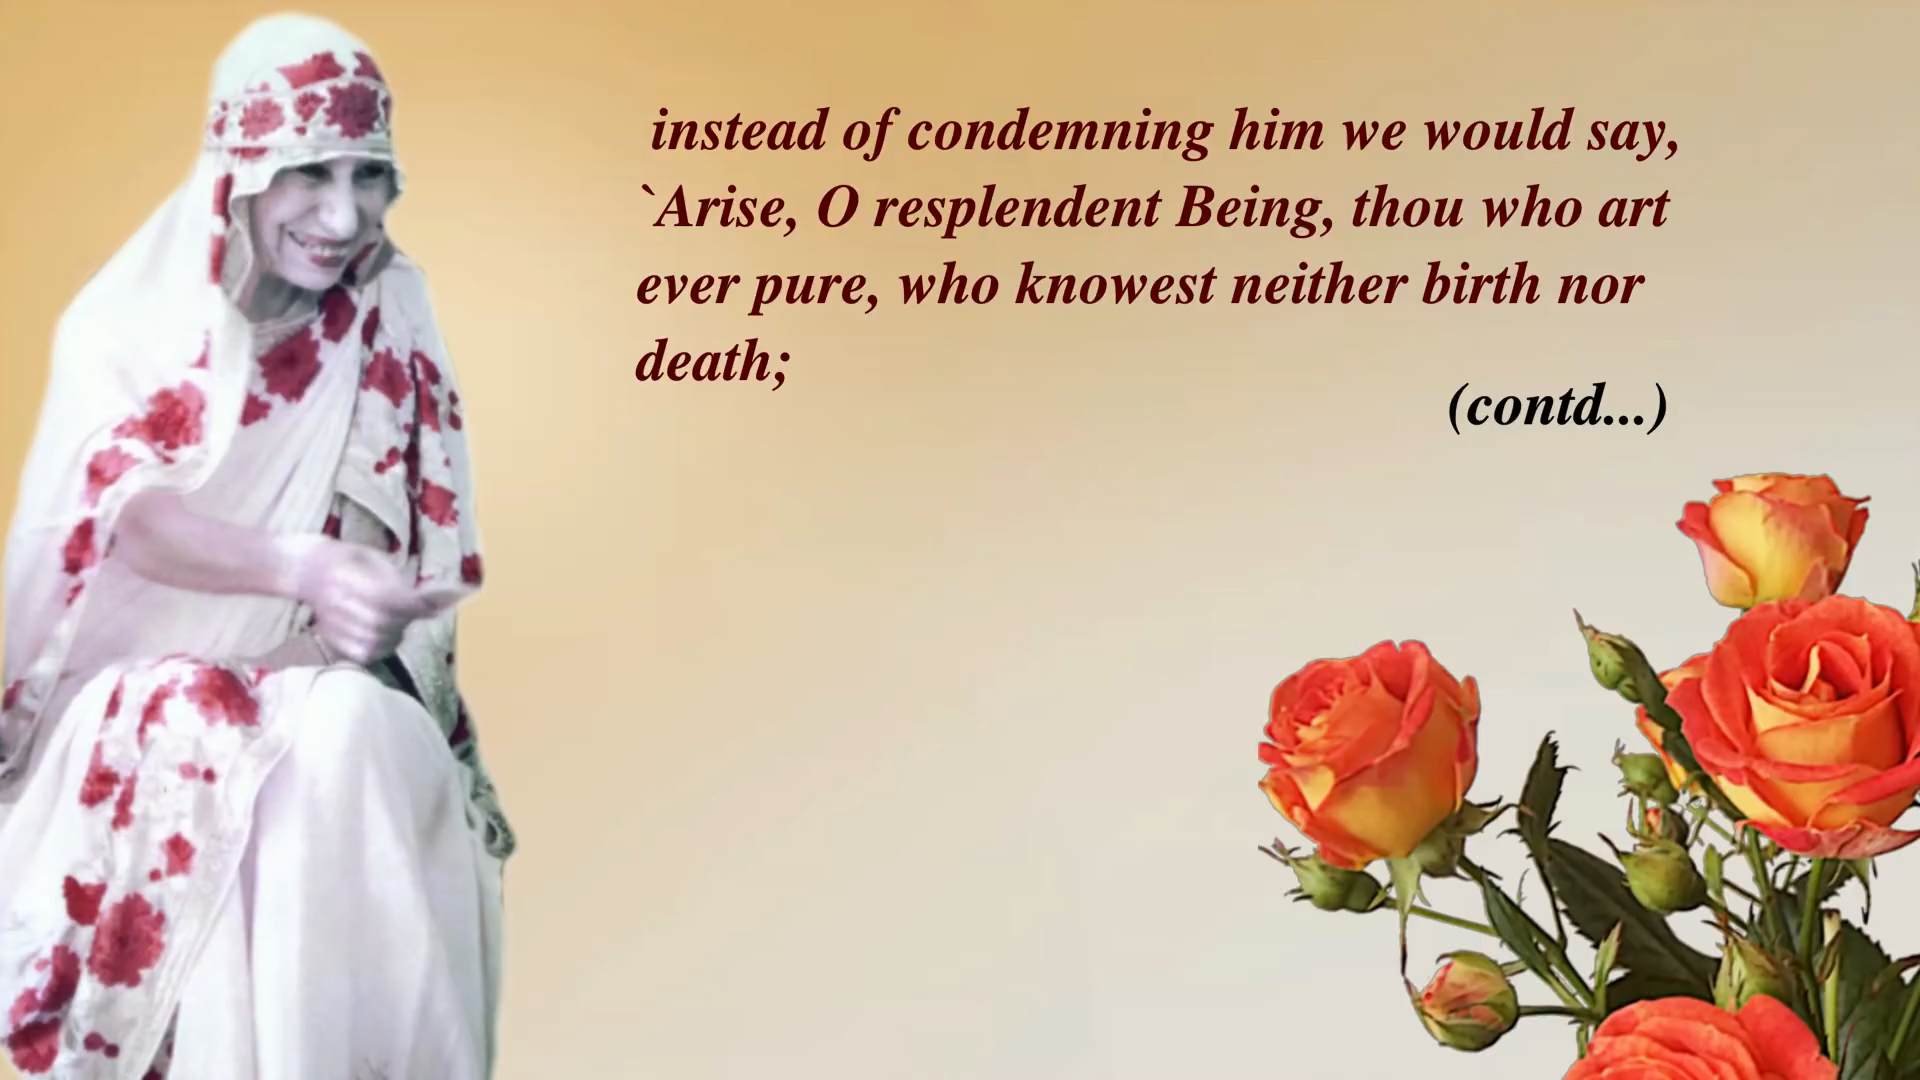 instead of condemning him we would say,
`Arise, O resplendent Being, thou who art
ever pure, who knowest neither birth nor
death;
(contd...)